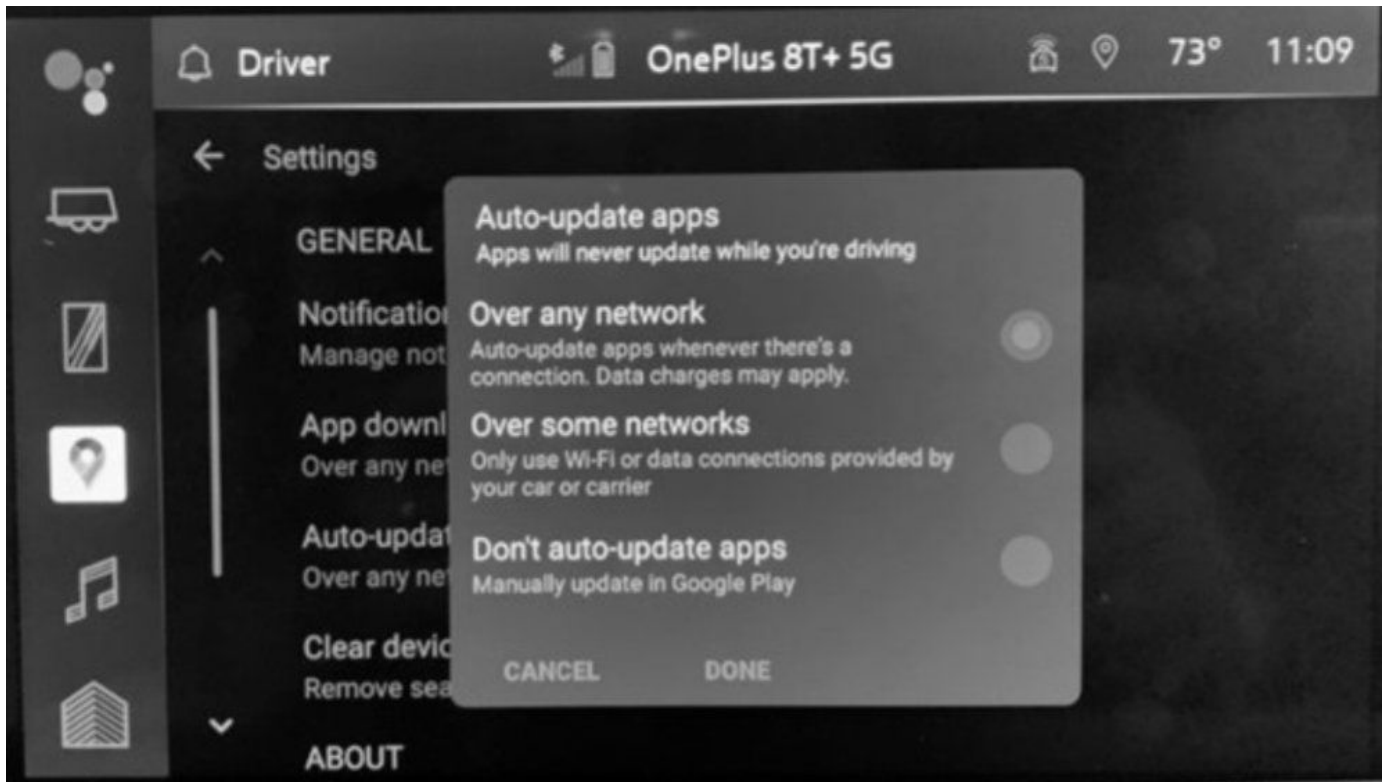 Driver
OnePlus 8T+ 5G
73°
11:09
Settings
GENERAL
Notification
Manage not
App downl
Over any net
Auto-updat
Over any net
Clear devic
Remove sea
ABOUT
Auto-update apps
Apps will never update while you're driving
Over any network
Auto-update apps whenever there's a
connection. Data charges may apply.
Over some networks
Only use Wi-Fi or data connections provided by
your car or carrier
Don't auto-update apps
Manually update in Google Play
CANCEL
DONE